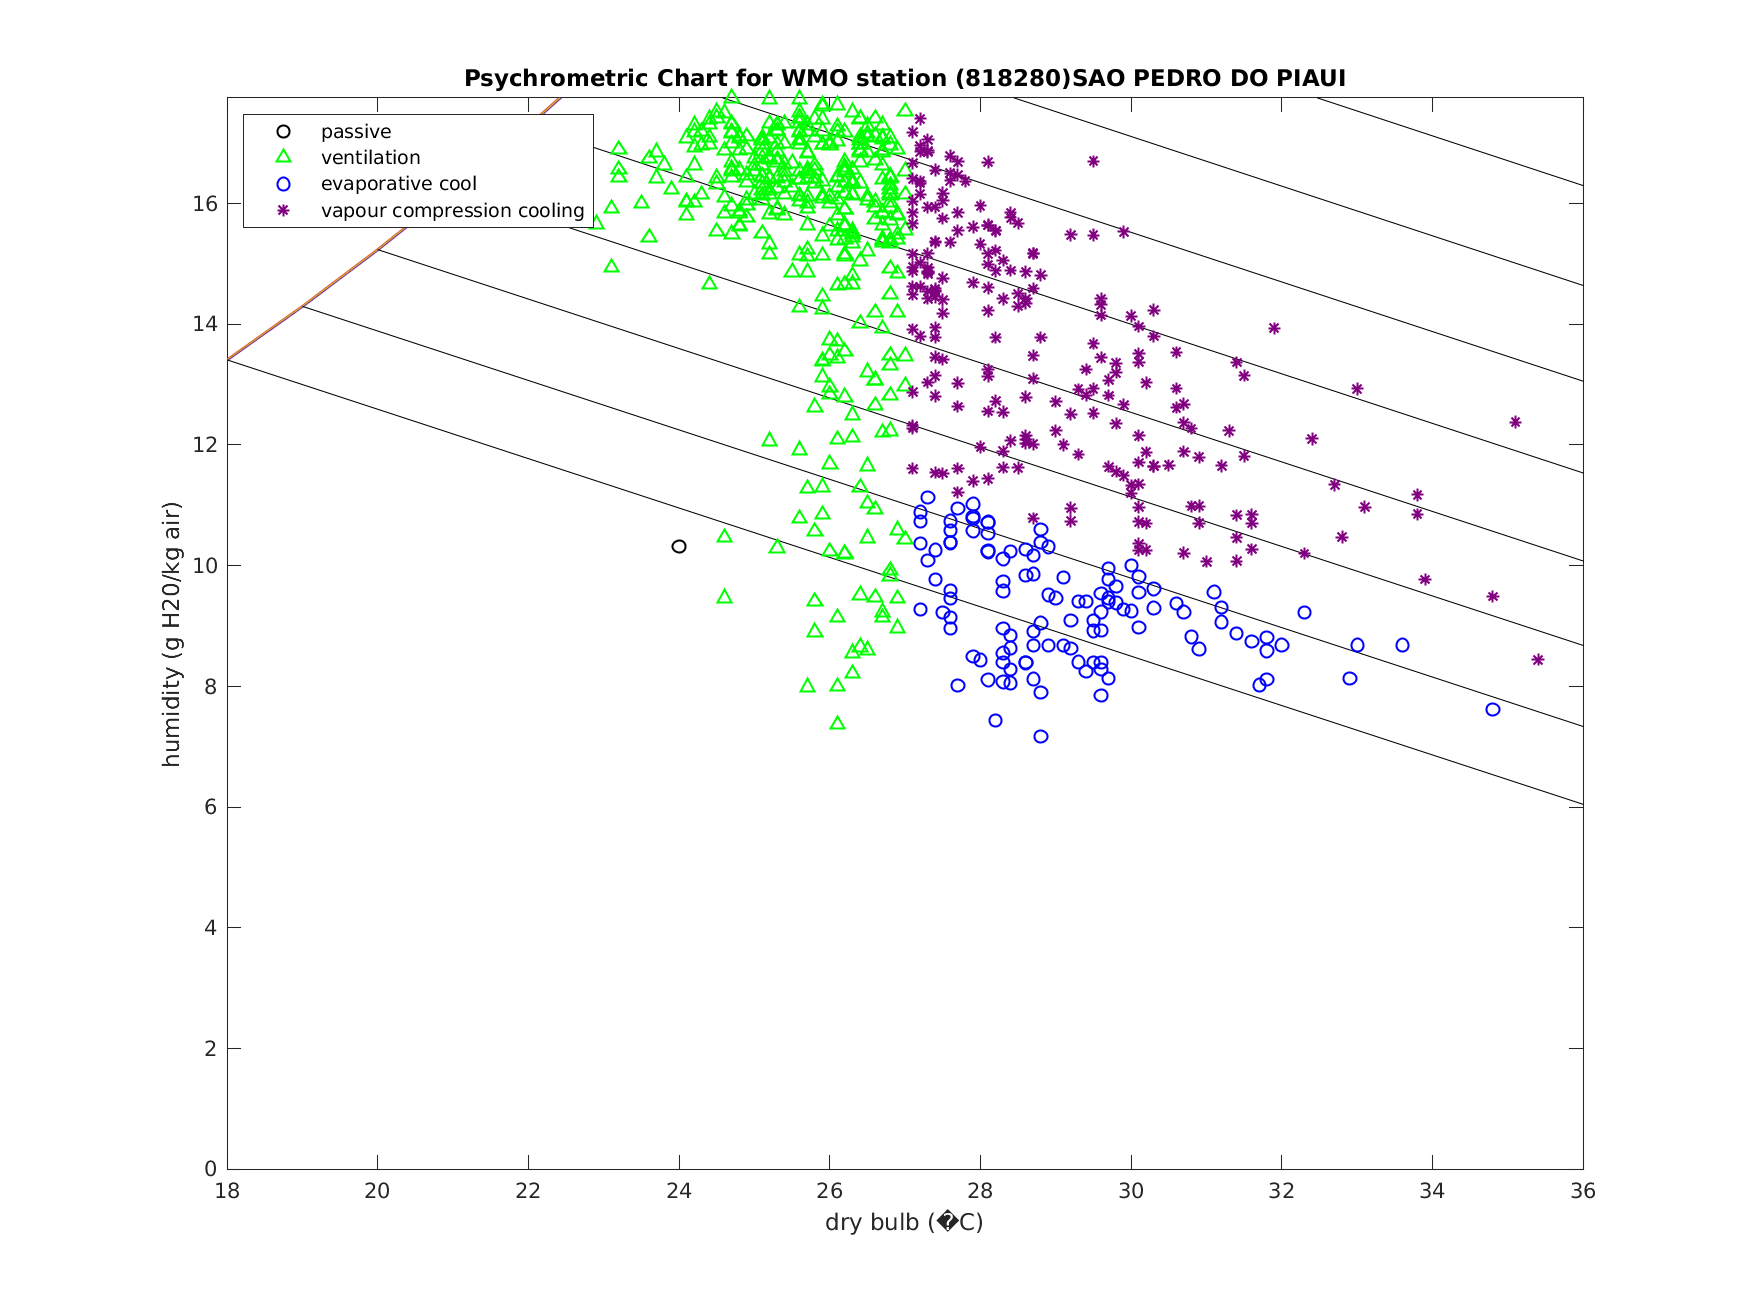 Psychrometric Chart for WMO station (818280)SAO PEDRO DO PIAUI
passive
ventilation
evaporative cool
vapour compression cooling
humidity (g H20/kg air)
16
14
12
10
8
6
4
2
0
18 20 22 24 26 28 30 32 34 36
dry bulb (�C)